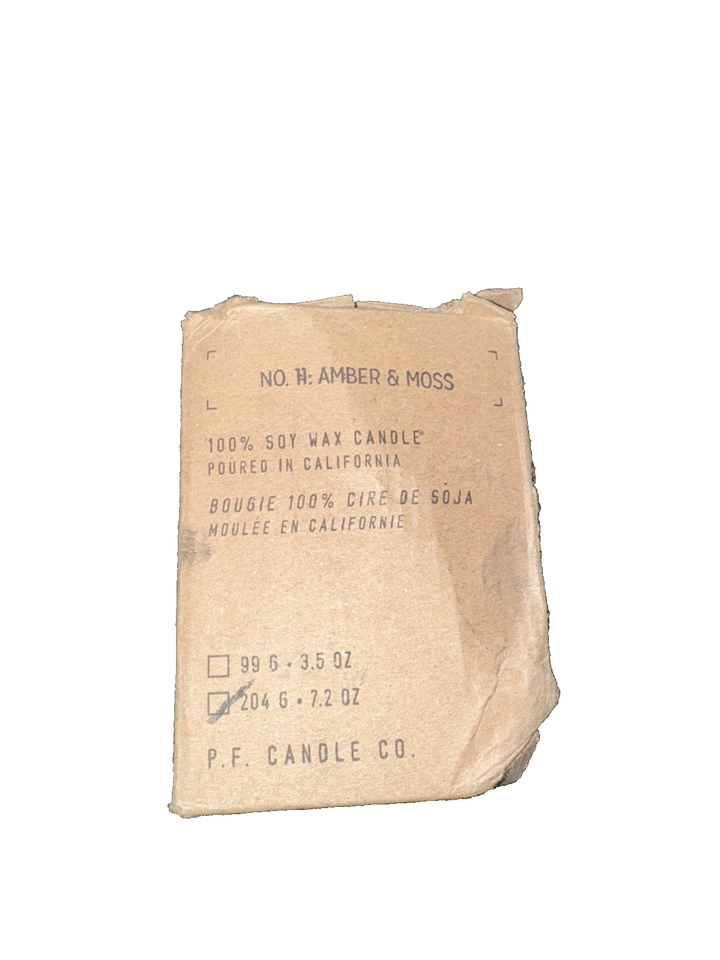 NO. 11: AMBER & MOSS
100% SOY WAX CANDLE
POURED IN CALIFORNIA
BOUGIE 100% CIRE DE SOJA
MOULÉE EN CALIFORNIE
99 G • 3.5 OZ
204 G • 7.2 OZ
P.F. CANDLE CO.